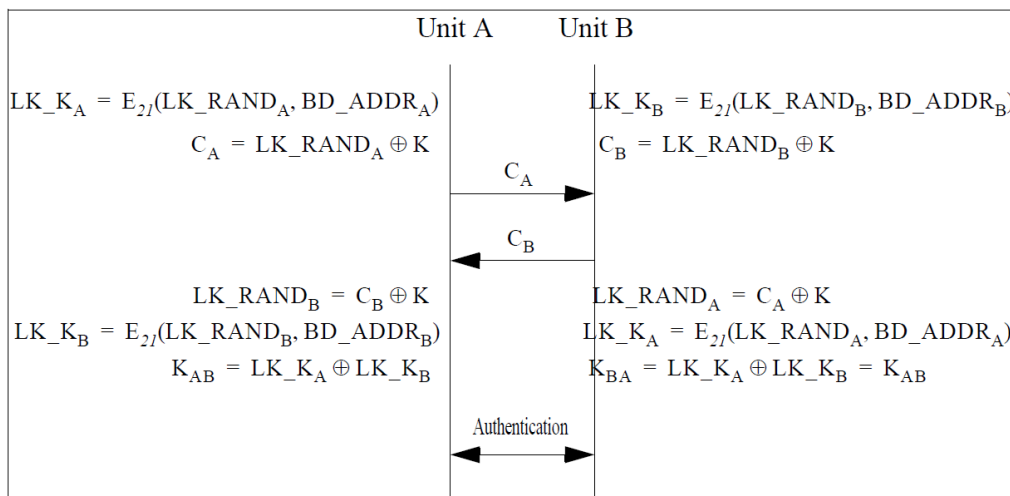 Unit A Unit B
LK_K_A = E_21(LK_RAND_A, BD_ADDR_A) LK_K_B = E_21(LK_RAND_B, BD_ADDR_B)
C_A = LK_RAND_A ⊕ K C_B = LK_RAND_B ⊕ K
C_A
C_B
LK_RAND_B = C_B ⊕ K LK_RAND_A = C_A ⊕ K
LK_K_B = E_21(LK_RAND_B, BD_ADDR_B) LK_K_A = E_21(LK_RAND_A, BD_ADDR_A)
K_AB = LK_K_A ⊕ LK_K_B K_BA = LK_K_A ⊕ LK_K_B = K_AB
Authentication